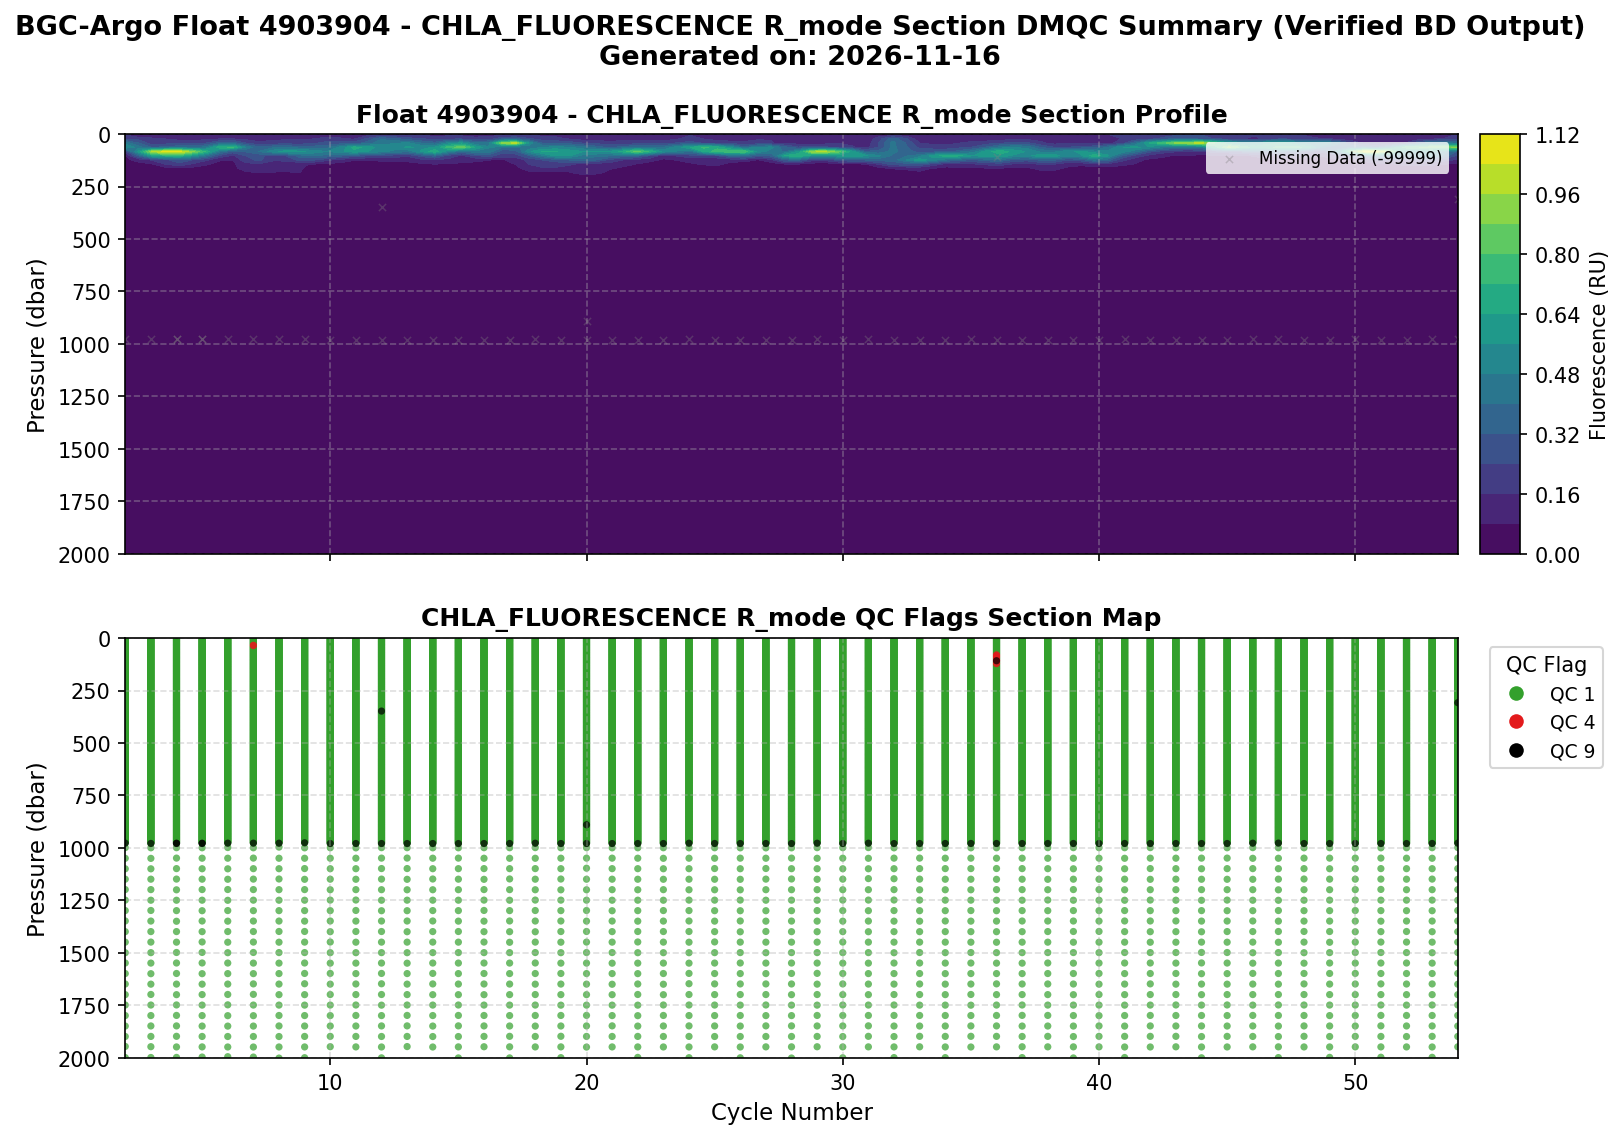 BGC-Argo Float 4903904 - CHLA_FLUORESCENCE R_mode Section DMQC Summary (Verified BD Output)
Generated on: 2026-11-16
Float 4903904 - CHLA_FLUORESCENCE R_mode Section Profile
Pressure (dbar)
0
250
500
750
1000
1250
1500
1750
2000
Missing Data (-99999)
1.12
0.96
0.80
0.64
0.48
0.32
0.16
0.00
Fluorescence (RU)
CHLA_FLUORESCENCE R_mode QC Flags Section Map
Pressure (dbar)
0
250
500
750
1000
1250
1500
1750
2000
10
20
30
40
50
Cycle Number
QC Flag
QC 1
QC 4
QC 9